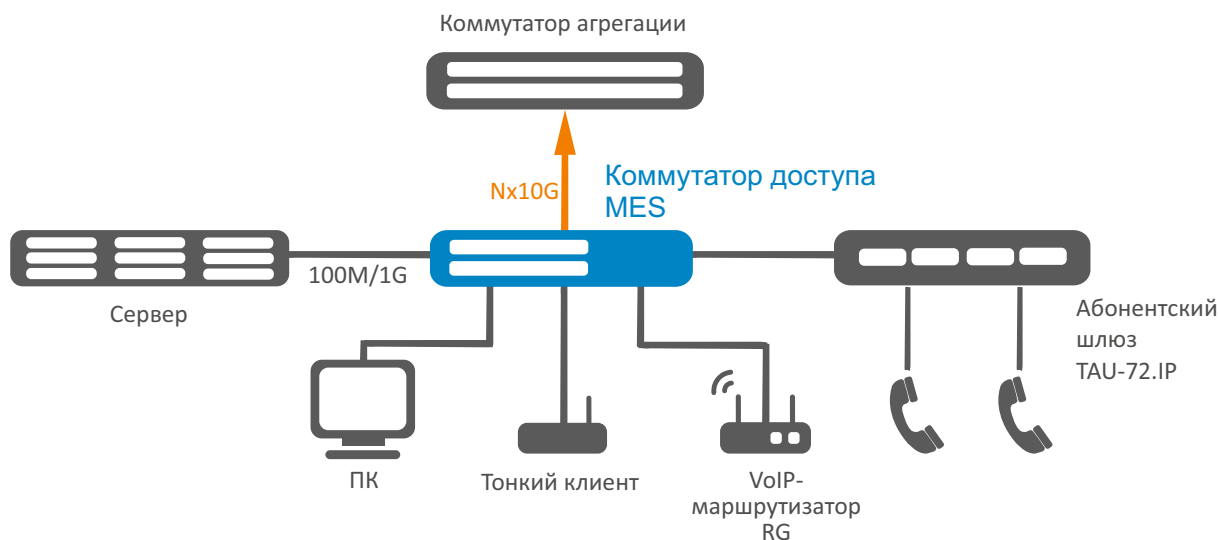 Коммутатор агрегации
Nx10G
Коммутатор доступа
MES
100M/1G
Сервер
Абонентский
шлюз
TAU-72.IP
ПК
Тонкий клиент
VoIP-
маршрутизатор
RG